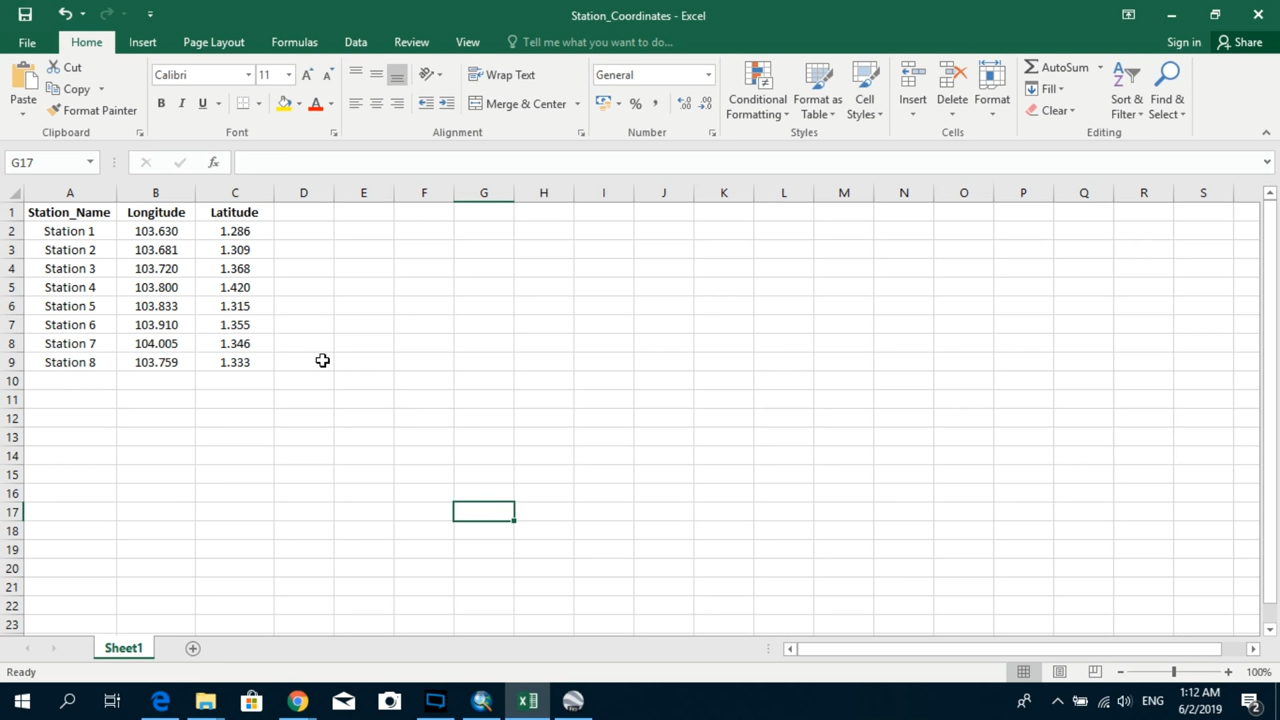 Station_Coordinates - Excel
File Home Insert Page Layout Formulas Data Review View Tell me what you want to do... Sign in Share
Paste Cut Copy Format Painter
Calibri 11
B I U A A A
Wrap Text
Merge & Center
General
% ,
Conditional Formatting Format as Table Cell Styles
Insert Delete Format
AutoSum Fill Clear
Sort & Filter Find & Select
Clipboard Font Alignment Number Styles Cells Editing
G17 fx
A B C D E F G H I J K L M N O P Q R S
1 Station_Name Longitude Latitude
2 Station 1 103.630 1.286
3 Station 2 103.681 1.309
4 Station 3 103.720 1.368
5 Station 4 103.800 1.420
6 Station 5 103.833 1.315
7 Station 6 103.910 1.355
8 Station 7 104.005 1.346
9 Station 8 103.759 1.333
10
11
12
13
14
15
16
17
18
19
20
21
22
23
Sheet1
Ready 100%
ENG 1:12 AM
6/2/2019 2